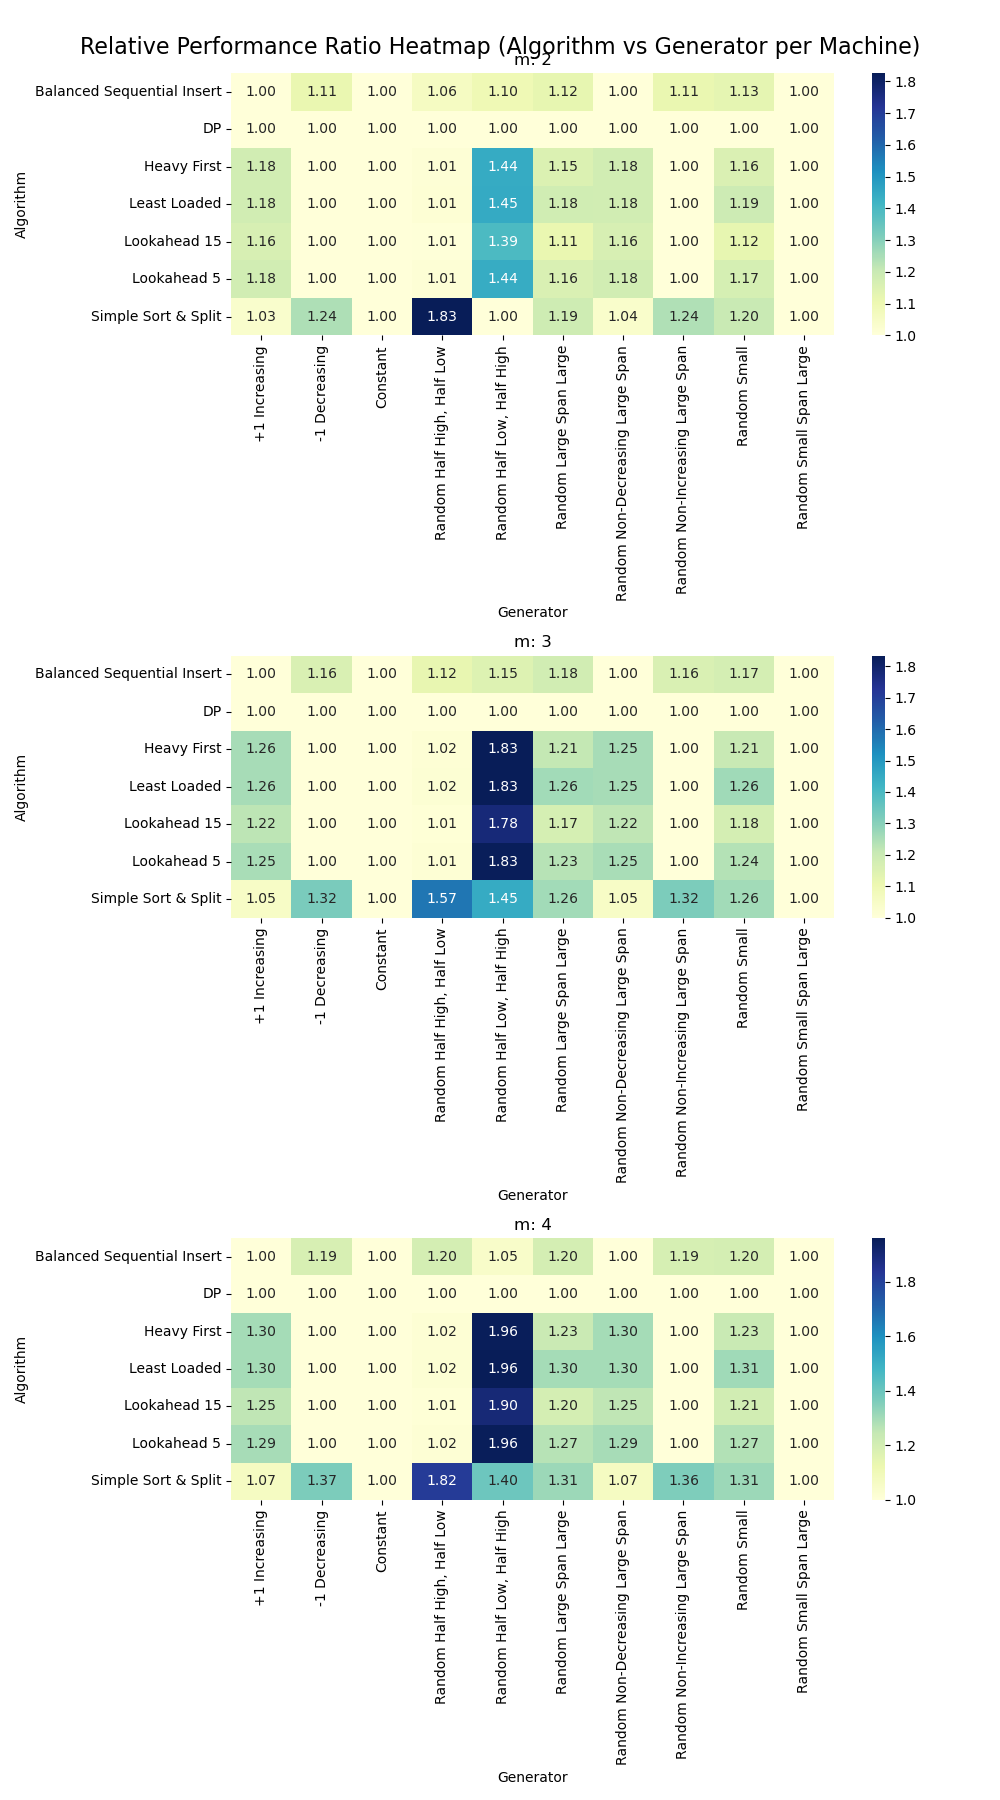 Relative Performance Ratio Heatmap (Algorithm vs Generator per Machine)
m: 2
Algorithm
Balanced Sequential Insert 1.00 1.11 1.00 1.06 1.10 1.12 1.00 1.11 1.13 1.00
DP 1.00 1.00 1.00 1.00 1.00 1.00 1.00 1.00 1.00 1.00
Heavy First 1.18 1.00 1.00 1.01 1.44 1.15 1.18 1.00 1.16 1.00
Least Loaded 1.18 1.00 1.00 1.01 1.45 1.18 1.18 1.00 1.19 1.00
Lookahead 15 1.16 1.00 1.00 1.01 1.39 1.11 1.16 1.00 1.12 1.00
Lookahead 5 1.18 1.00 1.00 1.01 1.44 1.16 1.18 1.00 1.17 1.00
Simple Sort & Split 1.03 1.24 1.00 1.83 1.00 1.19 1.04 1.24 1.20 1.00
+1 Increasing
-1 Decreasing
Constant
Random Half High, Half Low
Random Half Low, Half High
Random Large Span Large
Random Non-Decreasing Large Span
Random Non-Increasing Large Span
Random Small
Random Small Span Large
Generator
1.8
1.7
1.6
1.5
1.4
1.3
1.2
1.1
1.0
m: 3
Algorithm
Balanced Sequential Insert 1.00 1.16 1.00 1.12 1.15 1.18 1.00 1.16 1.17 1.00
DP 1.00 1.00 1.00 1.00 1.00 1.00 1.00 1.00 1.00 1.00
Heavy First 1.26 1.00 1.00 1.02 1.83 1.21 1.25 1.00 1.21 1.00
Least Loaded 1.26 1.00 1.00 1.02 1.83 1.26 1.25 1.00 1.26 1.00
Lookahead 15 1.22 1.00 1.00 1.01 1.78 1.17 1.22 1.00 1.18 1.00
Lookahead 5 1.25 1.00 1.00 1.01 1.83 1.23 1.25 1.00 1.24 1.00
Simple Sort & Split 1.05 1.32 1.00 1.57 1.45 1.26 1.05 1.32 1.26 1.00
+1 Increasing
-1 Decreasing
Constant
Random Half High, Half Low
Random Half Low, Half High
Random Large Span Large
Random Non-Decreasing Large Span
Random Non-Increasing Large Span
Random Small
Random Small Span Large
Generator
1.8
1.7
1.6
1.5
1.4
1.3
1.2
1.1
1.0
m: 4
Algorithm
Balanced Sequential Insert 1.00 1.19 1.00 1.20 1.05 1.20 1.00 1.19 1.20 1.00
DP 1.00 1.00 1.00 1.00 1.00 1.00 1.00 1.00 1.00 1.00
Heavy First 1.30 1.00 1.00 1.02 1.96 1.23 1.30 1.00 1.23 1.00
Least Loaded 1.30 1.00 1.00 1.02 1.96 1.30 1.30 1.00 1.31 1.00
Lookahead 15 1.25 1.00 1.00 1.01 1.90 1.20 1.25 1.00 1.21 1.00
Lookahead 5 1.29 1.00 1.00 1.02 1.96 1.27 1.29 1.00 1.27 1.00
Simple Sort & Split 1.07 1.37 1.00 1.82 1.40 1.31 1.07 1.36 1.31 1.00
+1 Increasing
-1 Decreasing
Constant
Random Half High, Half Low
Random Half Low, Half High
Random Large Span Large
Random Non-Decreasing Large Span
Random Non-Increasing Large Span
Random Small
Random Small Span Large
Generator
1.8
1.6
1.4
1.2
1.0